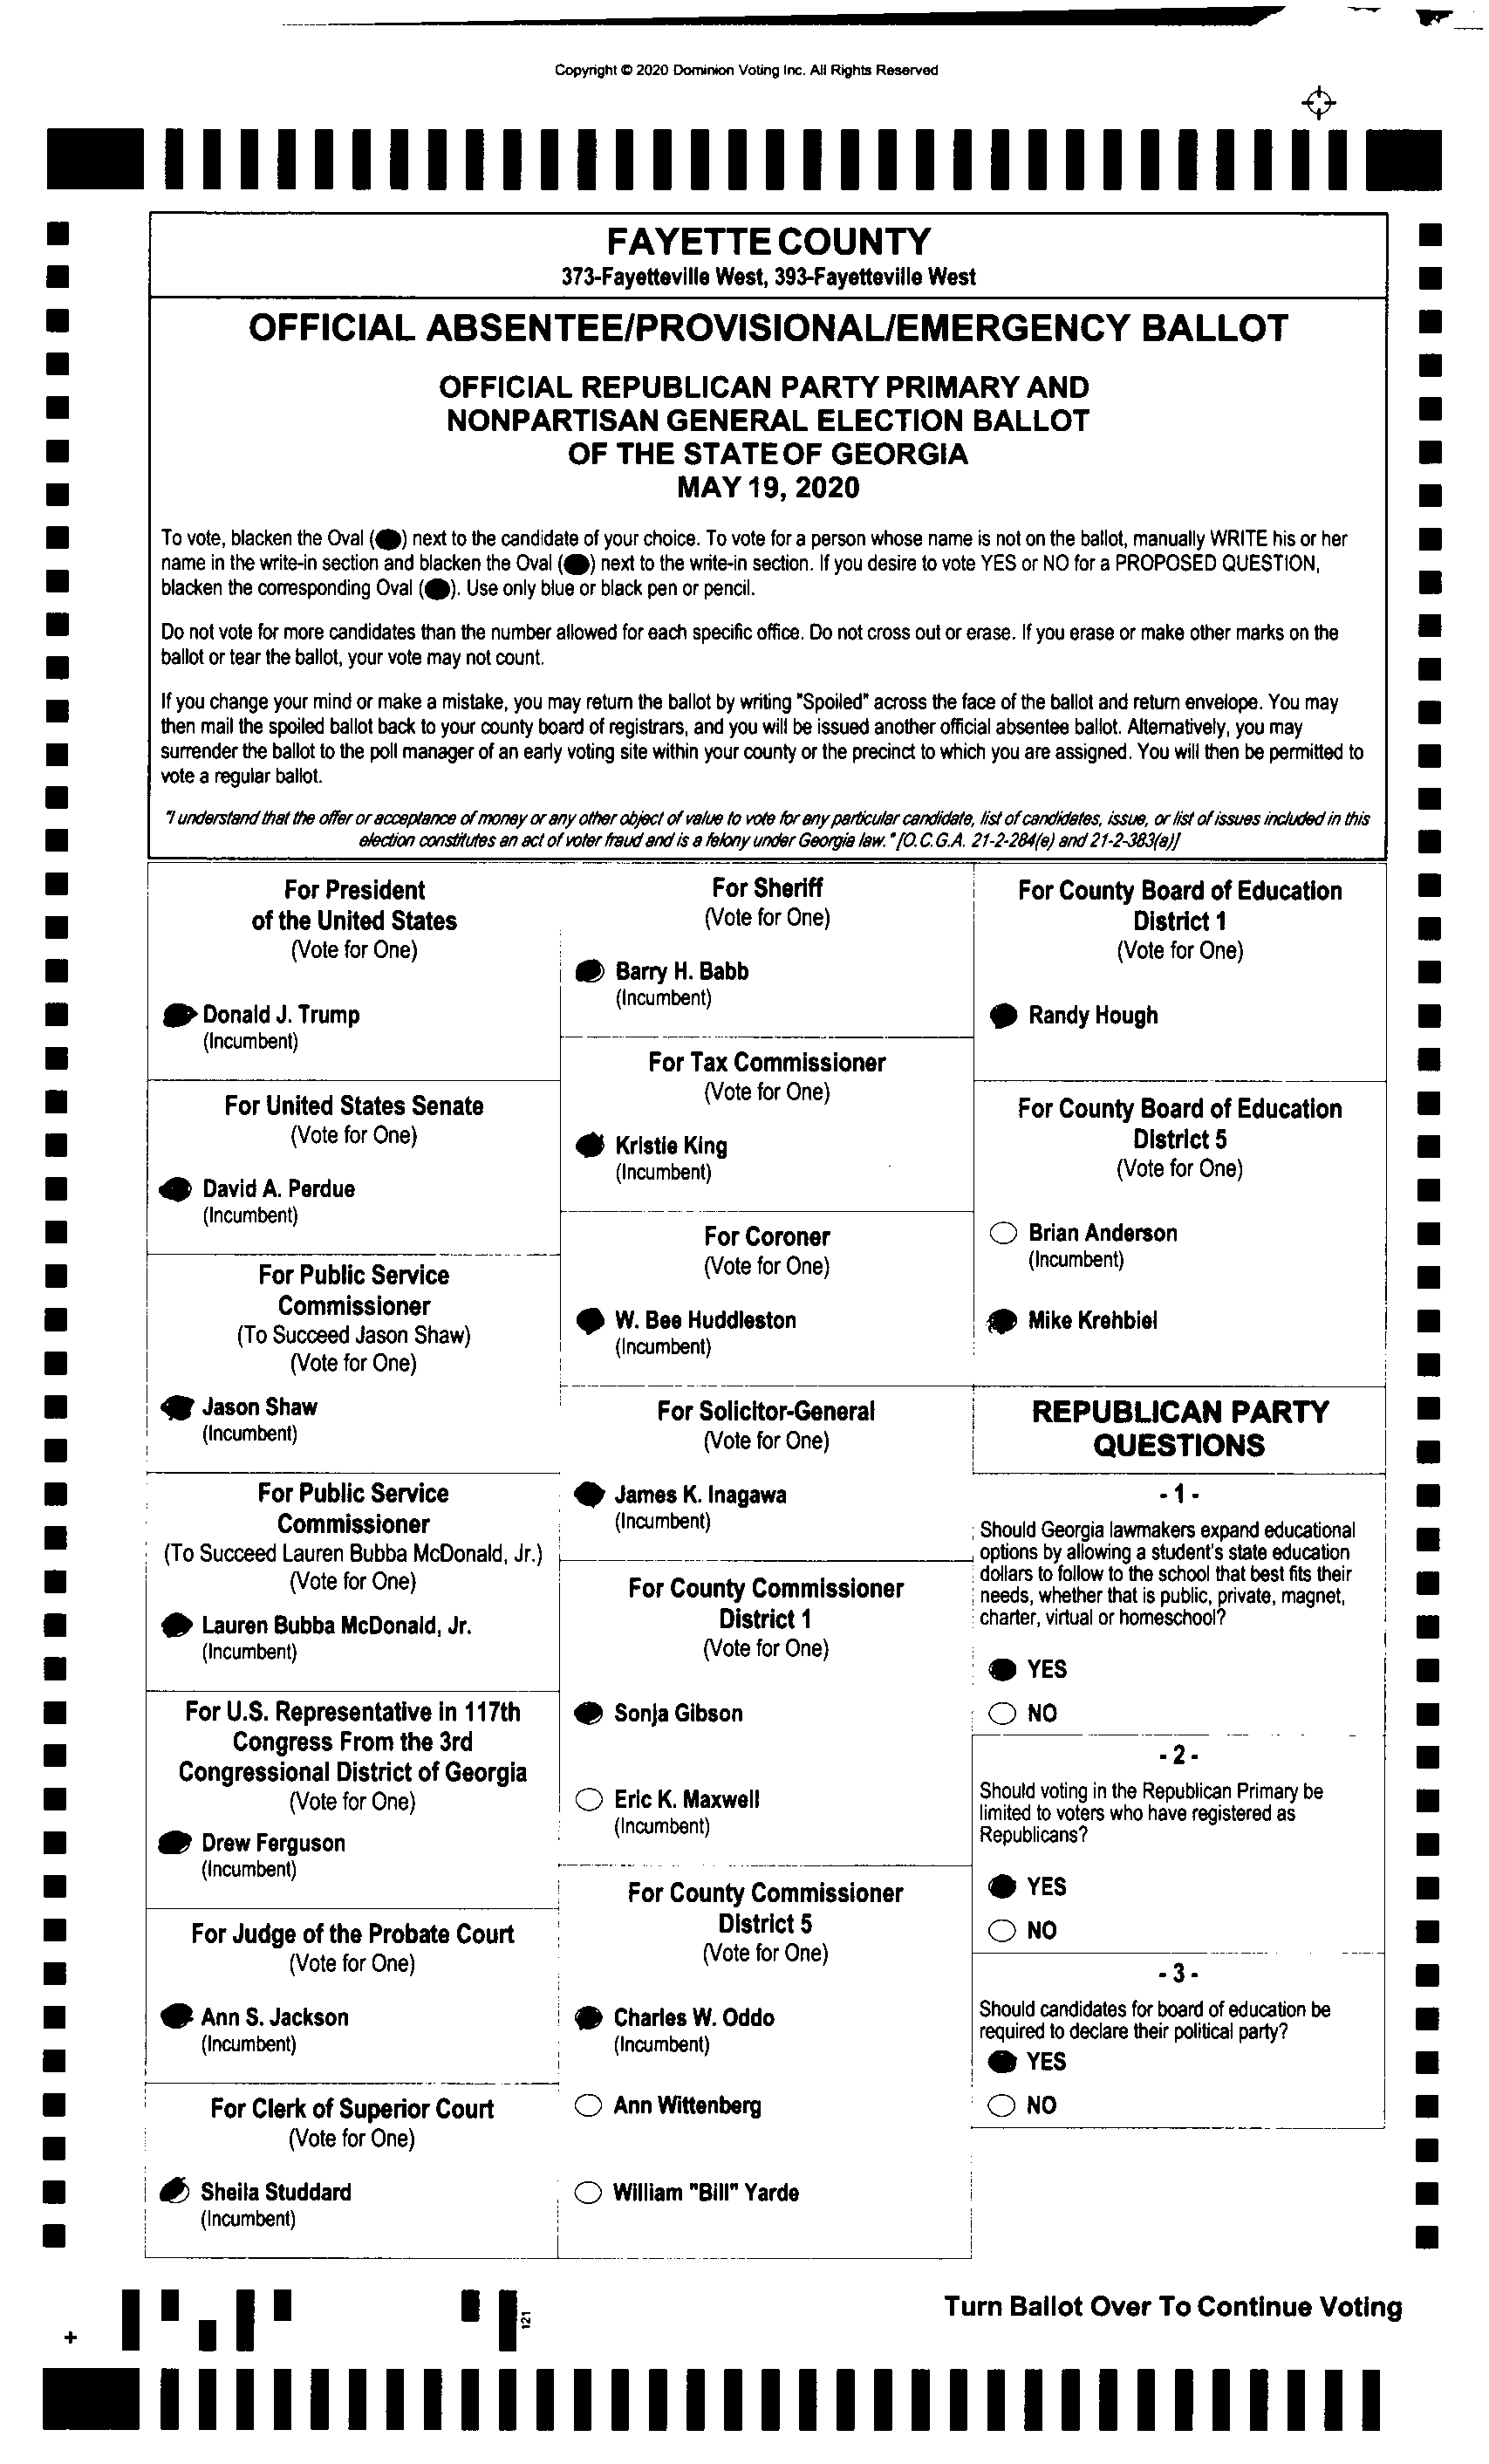 Copyright © 2020 Dominion Voting Inc. All Rights Reserved
FAYETTE COUNTY
373-Fayetteville West, 393-Fayetteville West
OFFICIAL ABSENTEE/PROVISIONAL/EMERGENCY BALLOT
OFFICIAL REPUBLICAN PARTY PRIMARY AND
NONPARTISAN GENERAL ELECTION BALLOT
OF THE STATE OF GEORGIA
MAY 19, 2020
To vote, blacken the Oval ( ) next to the candidate of your choice. To vote for a person whose name is not on the ballot, manually WRITE his or her
name in the write-in section and blacken the Oval ( ) next to the write-in section. If you desire to vote YES or NO for a PROPOSED QUESTION,
blacken the corresponding Oval ( ). Use only blue or black pen or pencil.
Do not vote for more candidates than the number allowed for each specific office. Do not cross out or erase. If you erase or make other marks on the
ballot or tear the ballot, your vote may not count.
If you change your mind or make a mistake, you may return the ballot by writing "Spoiled" across the face of the ballot and return envelope. You may
then mail the spoiled ballot back to your county board of registrars, and you will be issued another official absentee ballot. Alternatively, you may
surrender the ballot to the poll manager of an early voting site within your county or the precinct to which you are assigned. You will then be permitted to
vote a regular ballot.
"I understand that the offer or acceptance of money or any other object of value to vote for any particular candidate, list of candidates, issue, or list of issues included in this
election constitutes an act of voter fraud and is a felony under Georgia law." [O.C.G.A. 21-2-284(e) and 21-2-383(a)]
For President
of the United States
(Vote for One)
Donald J. Trump
(Incumbent)
For United States Senate
(Vote for One)
David A. Perdue
(Incumbent)
For Public Service
Commissioner
(To Succeed Jason Shaw)
(Vote for One)
Jason Shaw
(Incumbent)
For Public Service
Commissioner
(To Succeed Lauren Bubba McDonald, Jr.)
(Vote for One)
Lauren Bubba McDonald, Jr.
(Incumbent)
For U.S. Representative in 117th
Congress From the 3rd
Congressional District of Georgia
(Vote for One)
Drew Ferguson
(Incumbent)
For Judge of the Probate Court
(Vote for One)
Ann S. Jackson
(Incumbent)
For Clerk of Superior Court
(Vote for One)
Sheila Studdard
(Incumbent)
For Sheriff
(Vote for One)
Barry H. Babb
(Incumbent)
For Tax Commissioner
(Vote for One)
Kristie King
(Incumbent)
For Coroner
(Vote for One)
W. Bee Huddleston
(Incumbent)
For Solicitor-General
(Vote for One)
James K. Inagawa
(Incumbent)
For County Commissioner
District 1
(Vote for One)
Sonja Gibson
Eric K. Maxwell
(Incumbent)
For County Commissioner
District 5
(Vote for One)
Charles W. Oddo
(Incumbent)
Ann Wittenberg
William "Bill" Yarde
For County Board of Education
District 1
(Vote for One)
Randy Hough
For County Board of Education
District 5
(Vote for One)
Brian Anderson
(Incumbent)
Mike Krehbiel
REPUBLICAN PARTY
QUESTIONS
- 1 -
Should Georgia lawmakers expand educational
options by allowing a student's state education
dollars to follow to the school that best fits their
needs, whether that is public, private, magnet,
charter, virtual or homeschool?
YES
NO
- 2 -
Should voting in the Republican Primary be
limited to voters who have registered as
Republicans?
YES
NO
- 3 -
Should candidates for board of education be
required to declare their political party?
YES
NO
121
Turn Ballot Over To Continue Voting
+